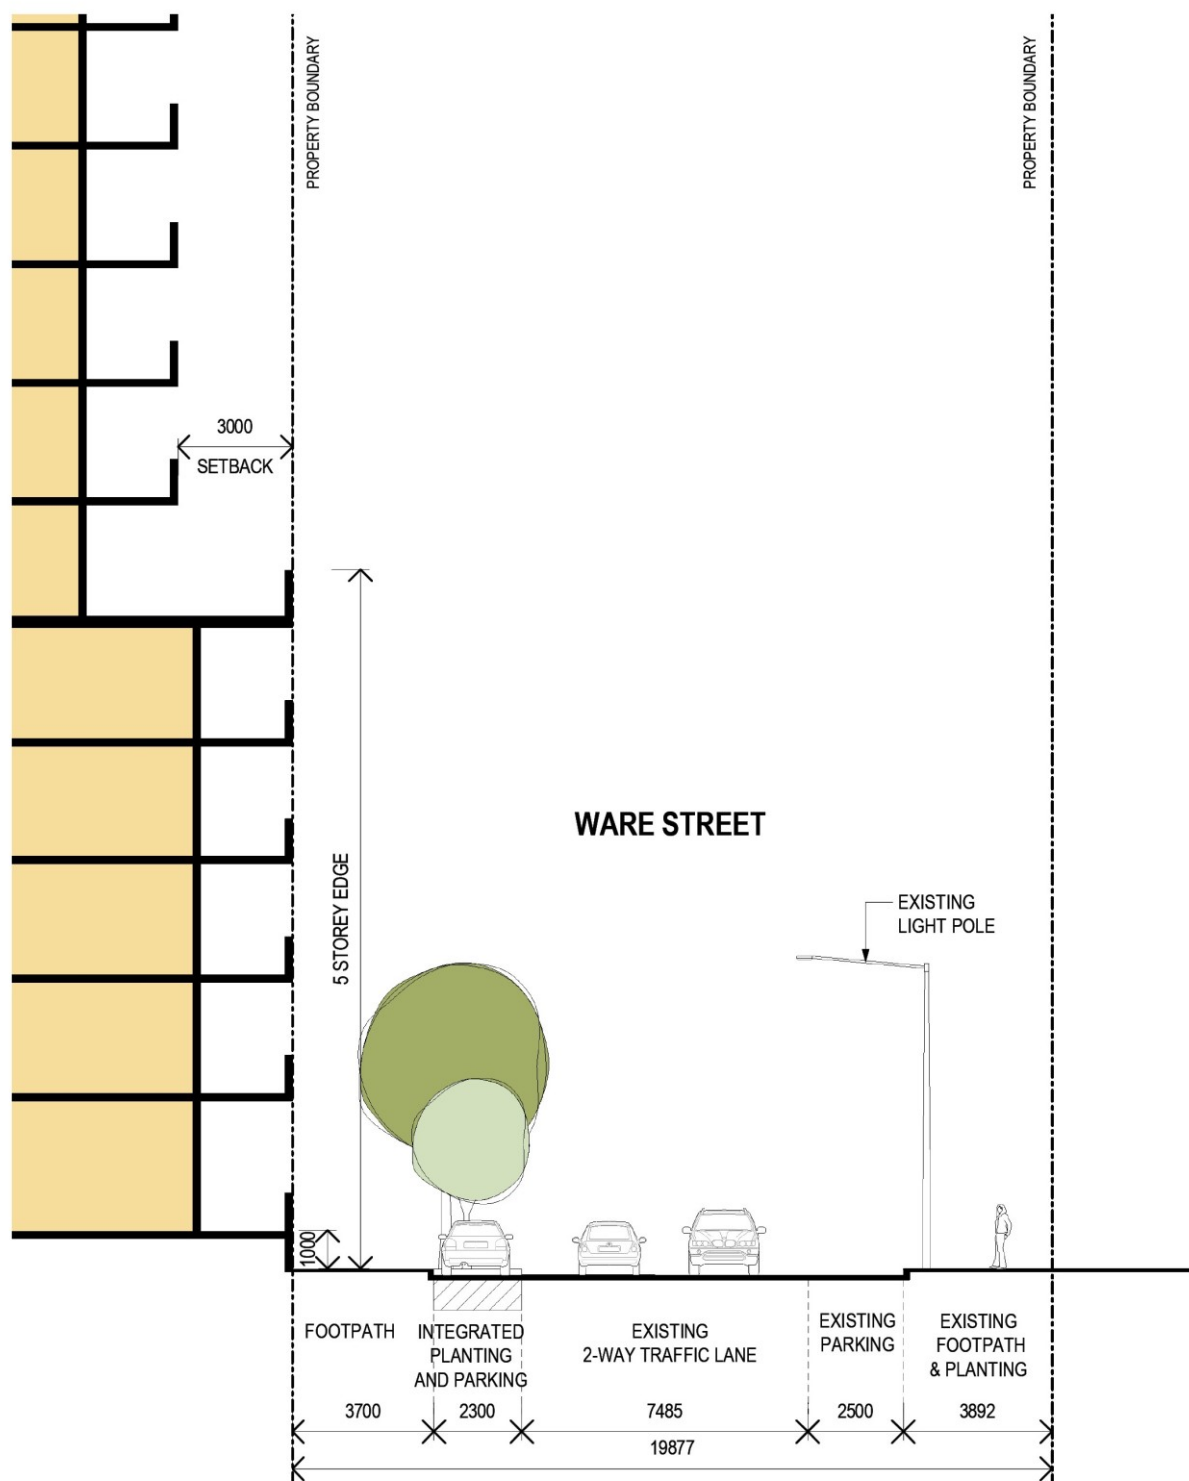 PROPERTY BOUNDARY
PROPERTY BOUNDARY
3000
SETBACK
WARE STREET
5 STOREY EDGE
EXISTING
LIGHT POLE
1000
FOOTPATH
INTEGRATED
PLANTING
AND PARKING
EXISTING
2-WAY TRAFFIC LANE
EXISTING
PARKING
EXISTING
FOOTPATH
& PLANTING
3700
2300
7485
2500
3892
19877